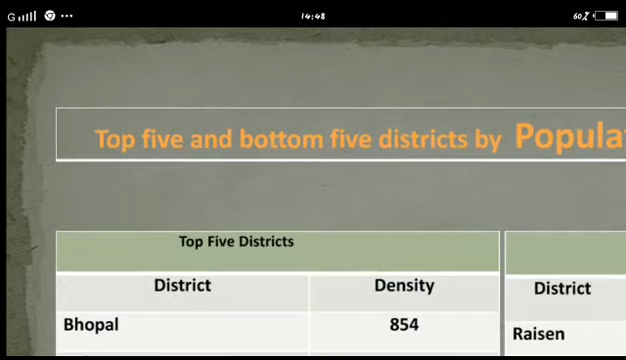 G
14:48
60%
Top five and bottom five districts by Popula
Top Five Districts
District Density District
Bhopal 854
Raisen